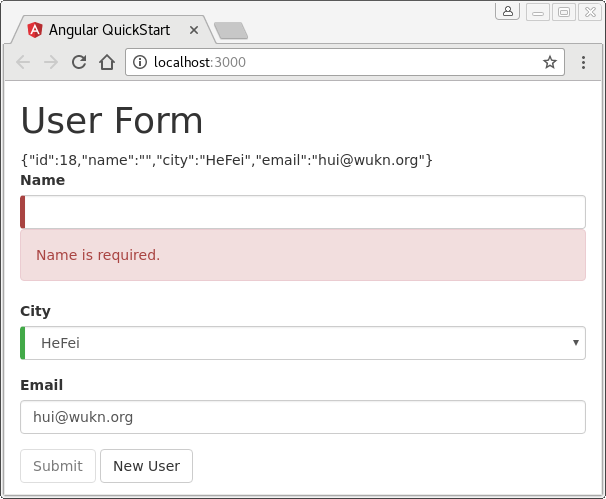 Angular QuickStart
localhost:3000
User Form
{"id":18,"name":"","city":"HeFei","email":"hui@wukn.org"}
Name
Name is required.
City
HeFei
Email
hui@wukn.org
Submit New User